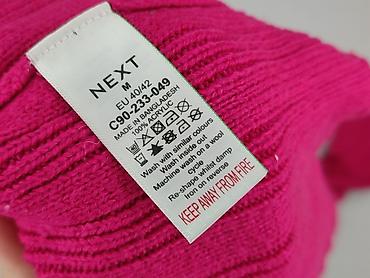 NEXT
M
EU 40/42
C90-233-049
MADE IN BANGLADESH
100% ACRYLIC
Wash with similar colours
Wash inside out
Machine wash on a wool
cycle
Re-shape whilst damp
Iron on reverse
KEEP AWAY FROM FIRE